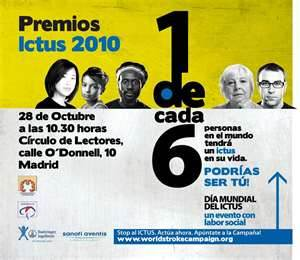 Premios
Ictus 2010
28 de Octubre
a las 10.30 horas
Círculo de Lectores,
calle O´Donnell, 10
Madrid
1
de
cada
6
personas
en el mundo
tendrá
un ictus
en su vida.
PODRÍAS
SER TÚ!
DÍA MUNDIAL
DEL ICTUS
un evento con
labor social
Boehringer
Ingelheim
sanofi aventis
Stop al ICTUS. Actúa ahora. Apúntate a la Campaña!
www.worldstrokecampaign.org